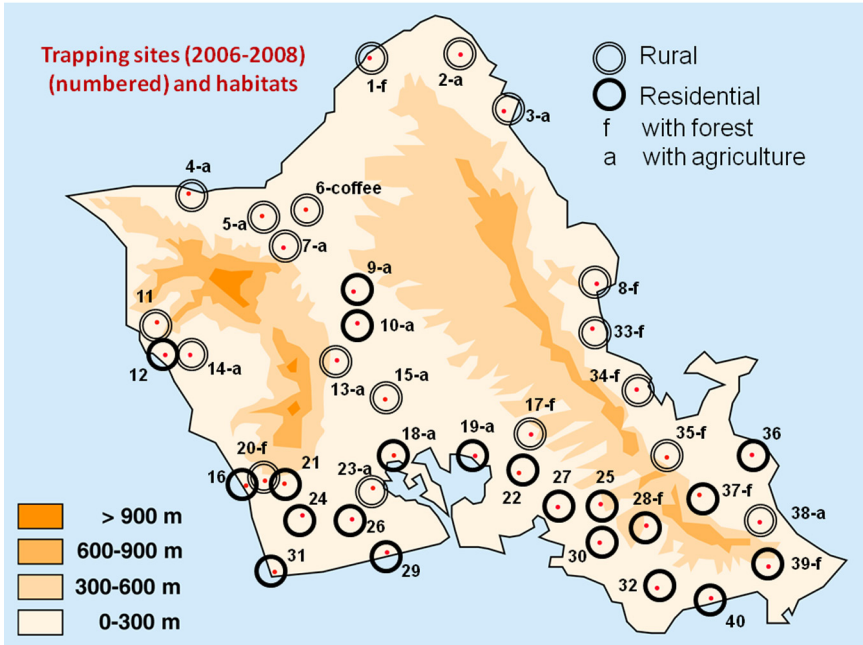 Trapping sites (2006-2008)
(numbered) and habitats
Rural
Residential
f with forest
a with agriculture
1-f
2-a
3-a
4-a
6-coffee
5-a
7-a
9-a
8-f
11
10-a
33-f
12
14-a
13-a
15-a
34-f
17-f
18-a
19-a
20-f
21
35-f
36
16
23-a
22
27
25
37-f
24
26
28-f
38-a
30
31
29
39-f
32
40
> 900 m
600-900 m
300-600 m
0-300 m